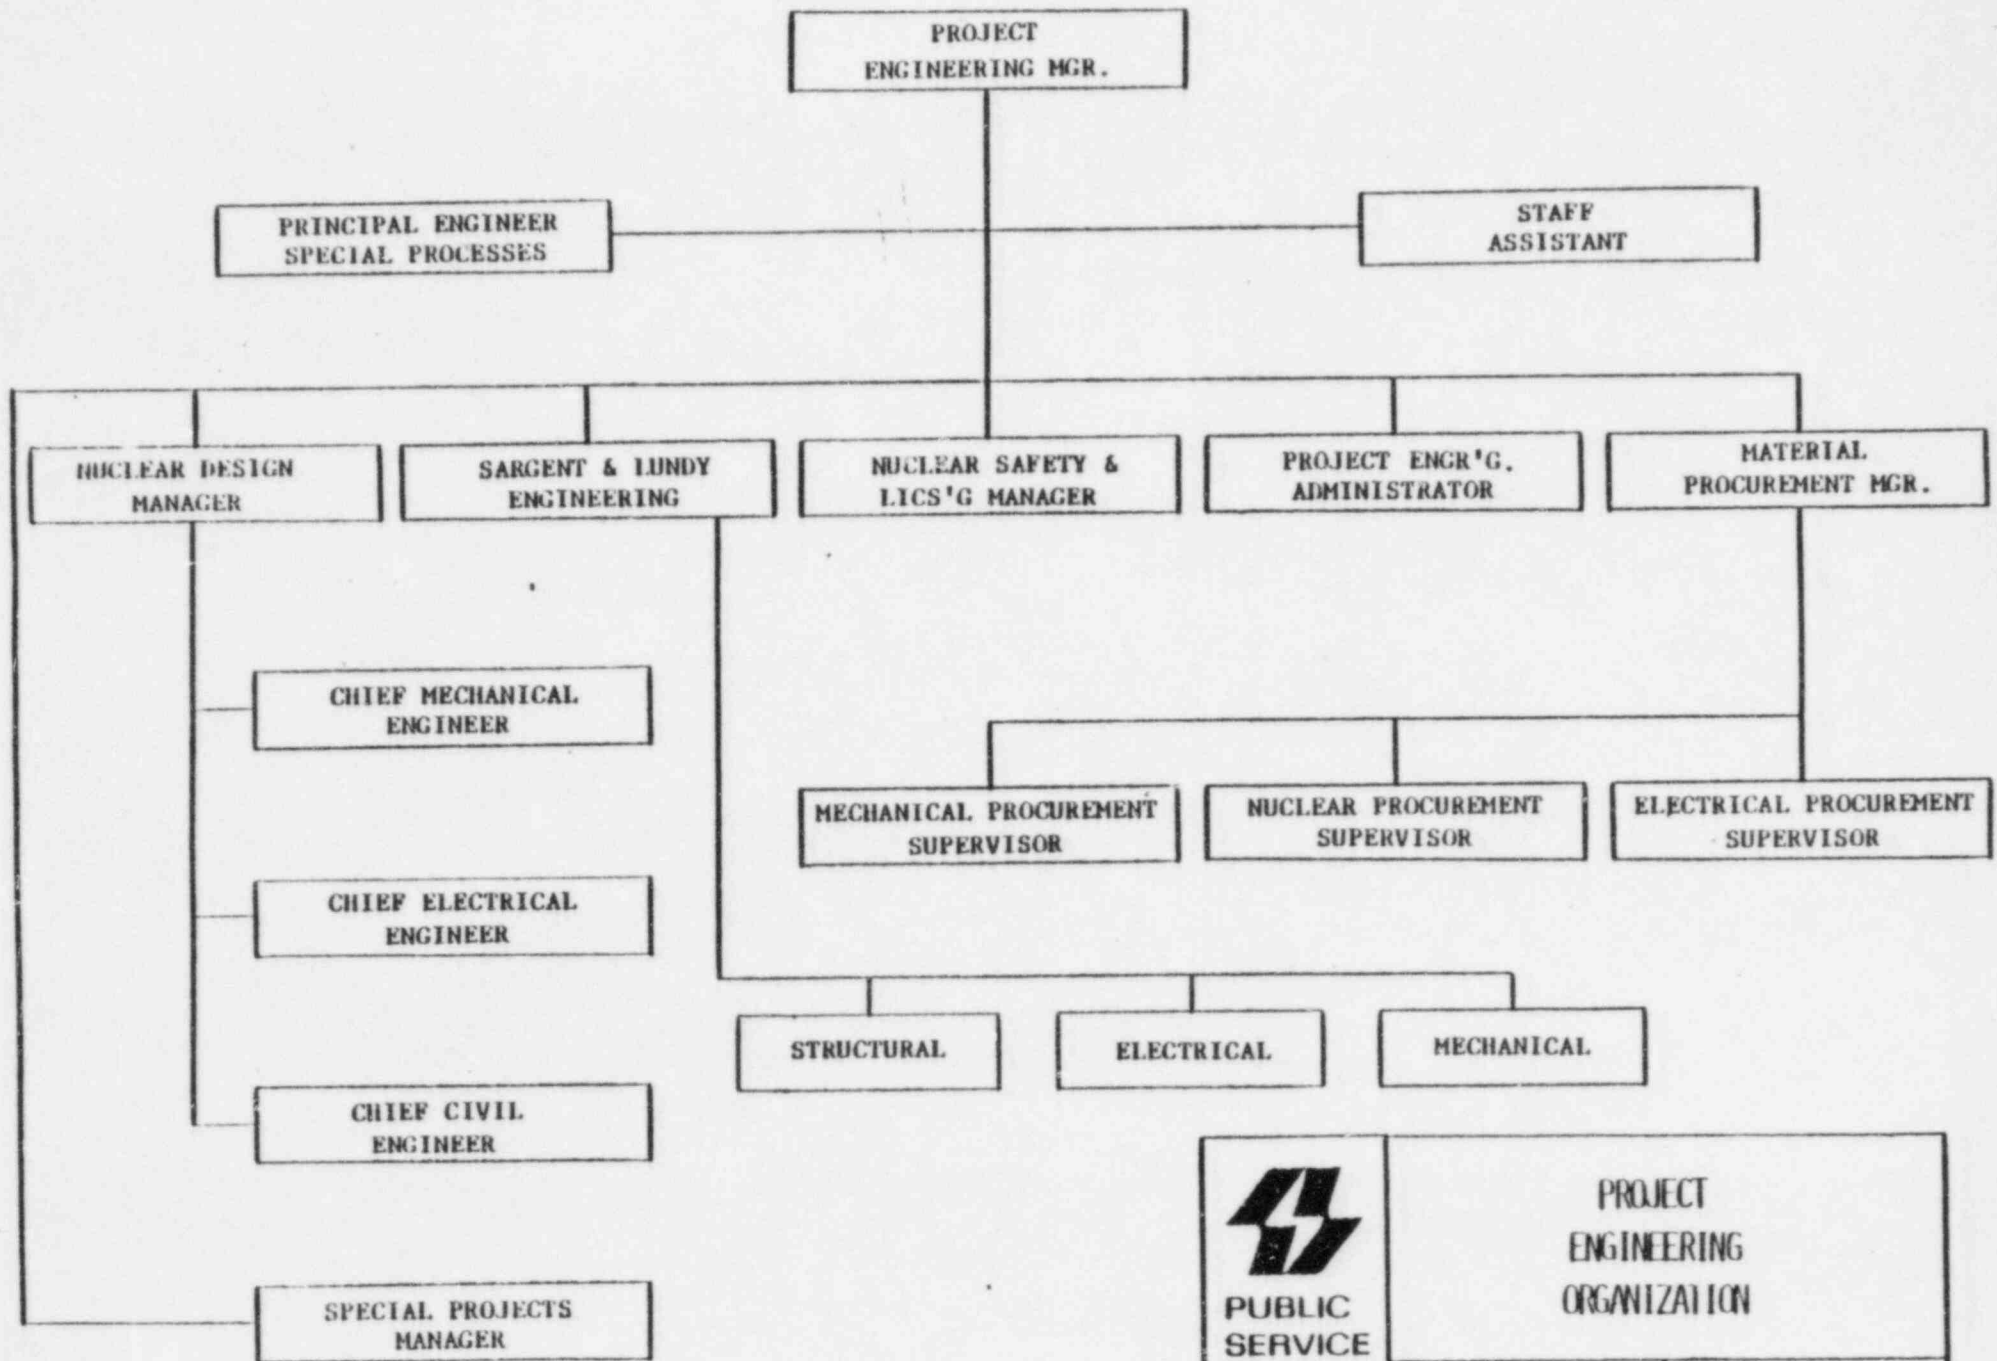 PROJECT
ENGINEERING MGR.
PRINCIPAL ENGINEER
SPECIAL PROCESSES
STAFF
ASSISTANT
NUCLEAR DESIGN
MANAGER
SARGENT & LUNDY
ENGINEERING
NUCLEAR SAFETY &
LICS'G MANAGER
PROJECT ENGR'G.
ADMINISTRATOR
MATERIAL
PROCUREMENT MGR.
CHIEF MECHANICAL
ENGINEER
MECHANICAL PROCUREMENT
SUPERVISOR
NUCLEAR PROCUREMENT
SUPERVISOR
ELECTRICAL PROCUREMENT
SUPERVISOR
CHIEF ELECTRICAL
ENGINEER
STRUCTURAL
ELECTRICAL
MECHANICAL
CHIEF CIVIL
ENGINEER
SPECIAL PROJECTS
MANAGER
PUBLIC
SERVICE
PROJECT
ENGINEERING
ORGANIZATION